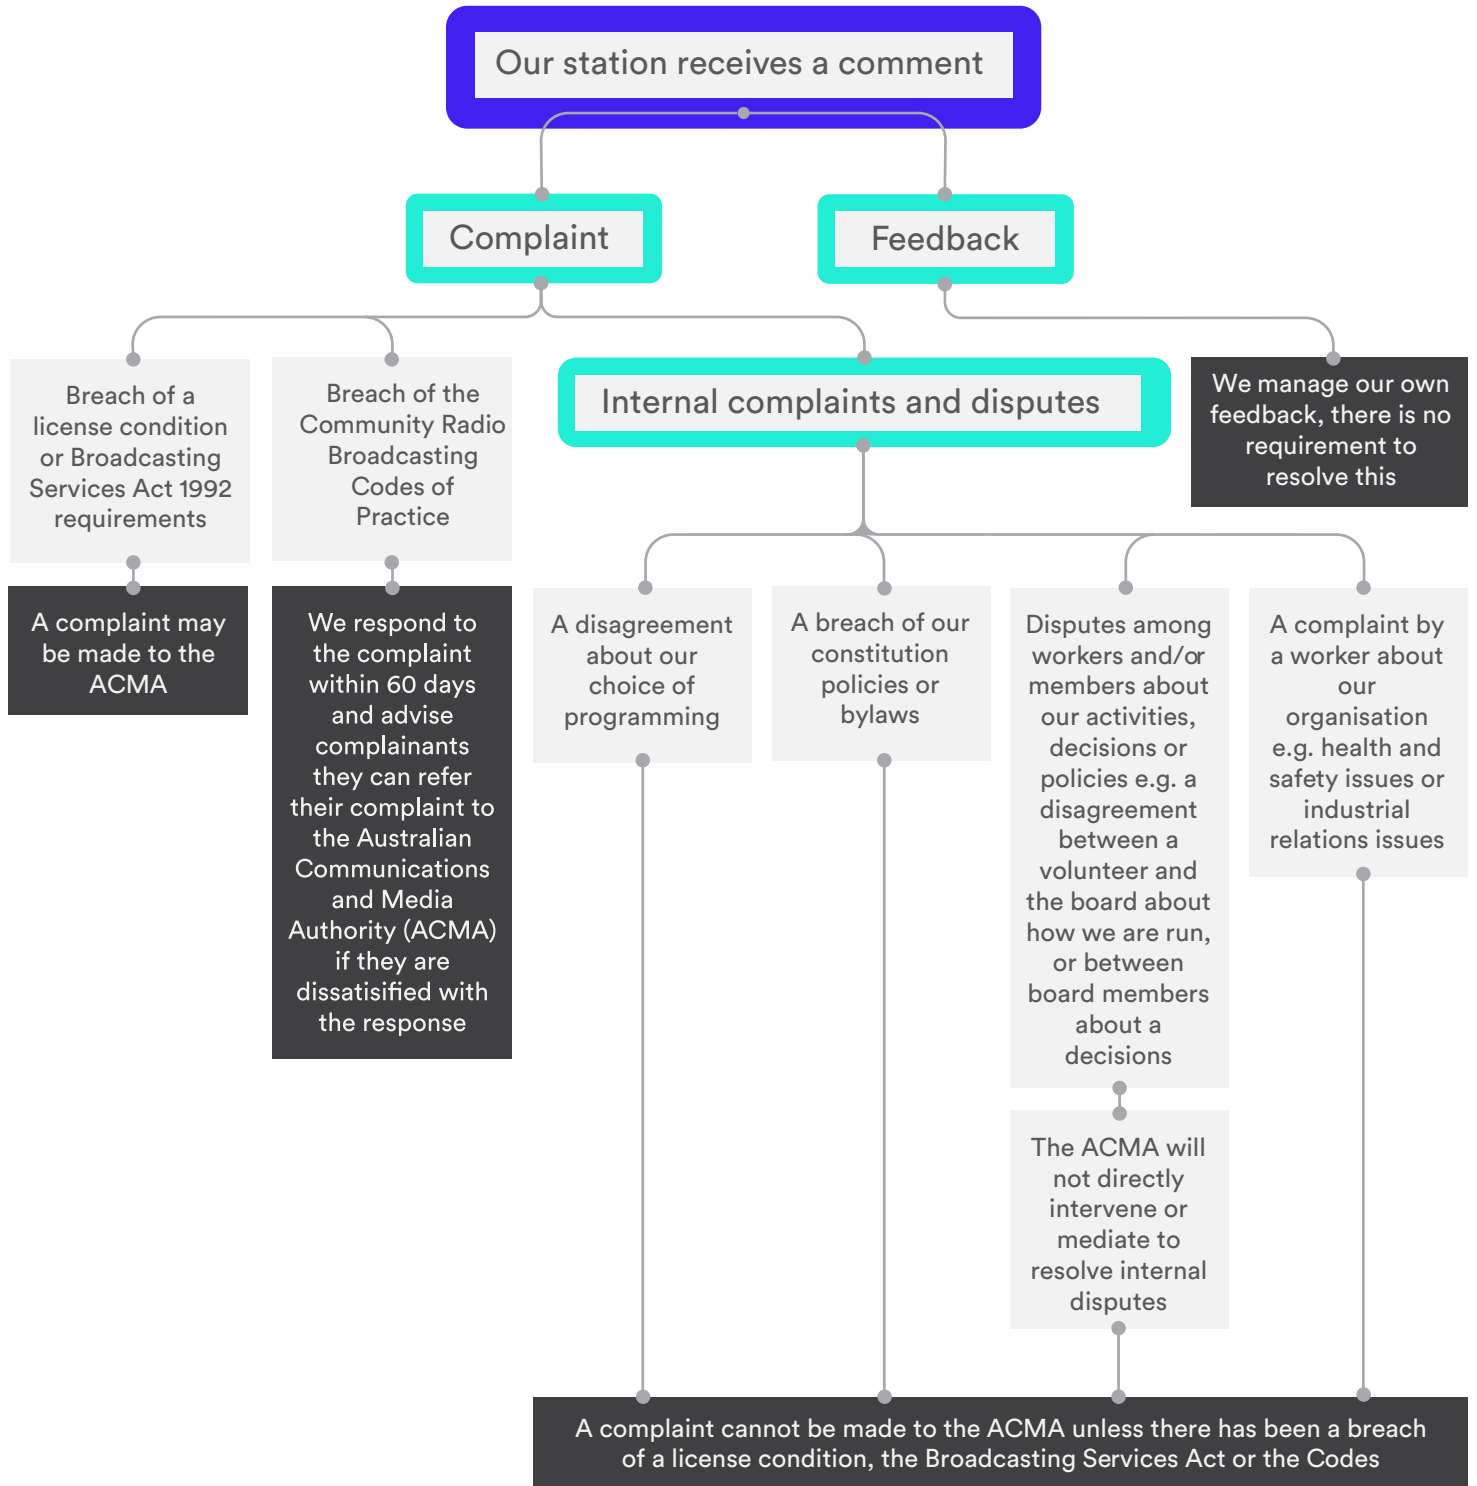 Our station receives a comment
Complaint
Feedback
Breach of a
license condition
or Broadcasting
Services Act 1992
requirements
Breach of the
Community Radio
Broadcasting
Codes of
Practice
Internal complaints and disputes
We manage our own
feedback, there is no
requirement to
resolve this
A complaint may
be made to the
ACMA
We respond to
the complaint
within 60 days
and advise
complainants
they can refer
their complaint to
the Australian
Communications
and Media
Authority (ACMA)
if they are
dissatisified with
the response
A disagreement
about our
choice of
programming
A breach of our
constitution
policies or
bylaws
Disputes among
workers and/or
members about
our activities,
decisions or
policies e.g. a
disagreement
between a
volunteer and
the board about
how we are run,
or between
board members
about a
decisions
A complaint by
a worker about
our
organisation
e.g. health and
safety issues or
industrial
relations issues
The ACMA will
not directly
intervene or
mediate to
resolve internal
disputes
A complaint cannot be made to the ACMA unless there has been a breach
of a license condition, the Broadcasting Services Act or the Codes